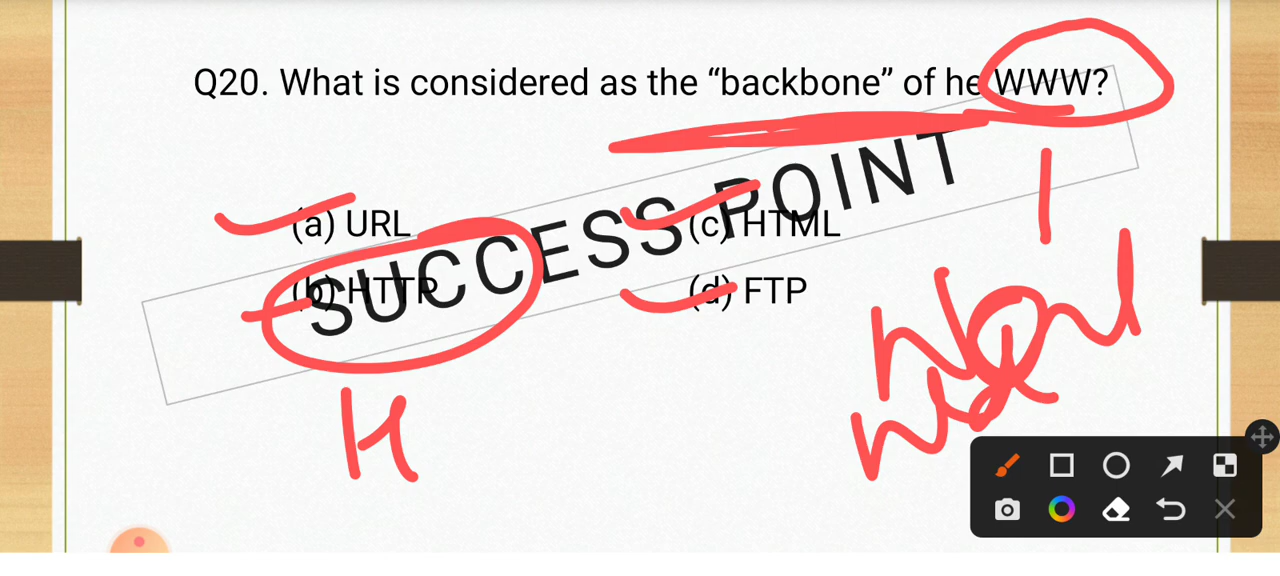 Q20. What is considered as the “backbone” of he WWW?
SUCCESS POINT
(a) URL
(c) HTML
(b) HTTP
(d) FTP
H